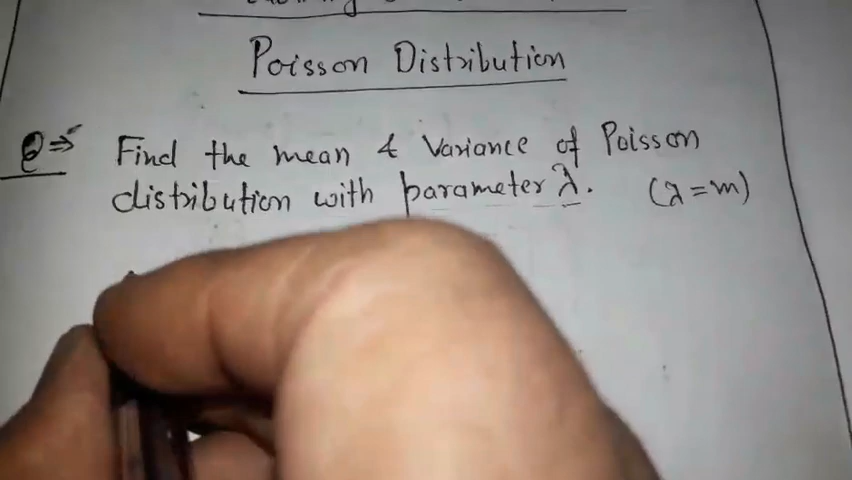 Poisson Distribution
Q⇒ Find the mean & Variance of Poisson
distribution with parameter λ. (λ=m)